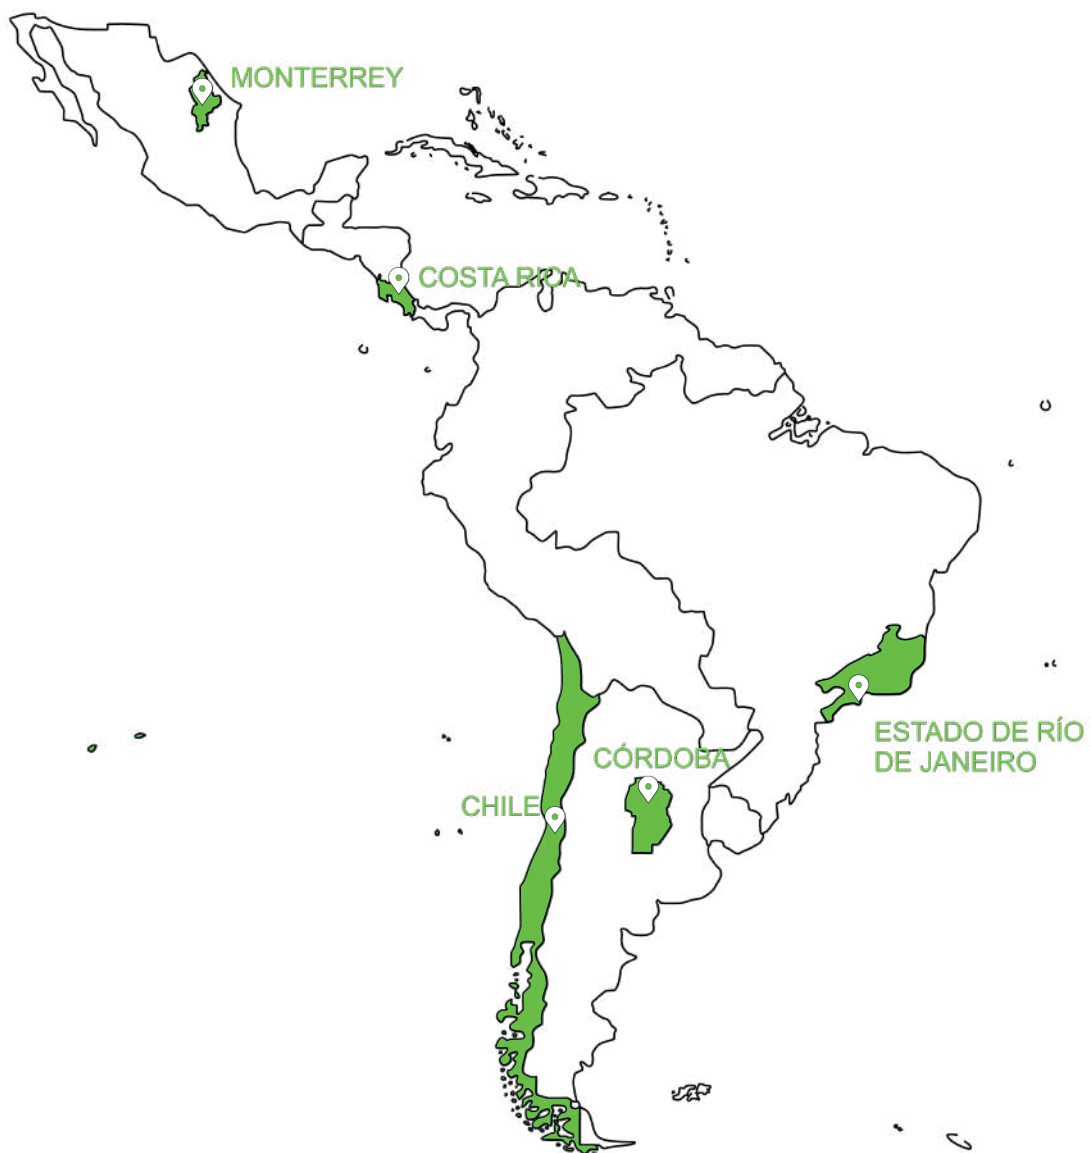 MONTERREY
COSTA RICA
ESTADO DE RÍO
DE JANEIRO
CÓRDOBA
CHILE